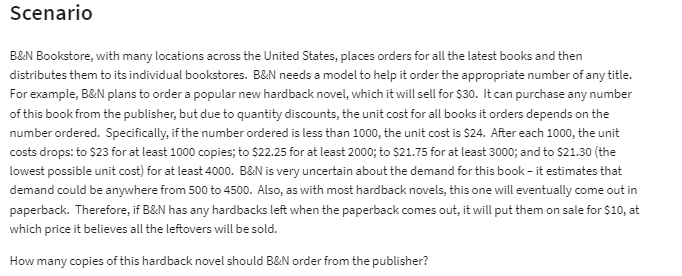 Scenario
B&N Bookstore, with many locations across the United States, places orders for all the latest books and then
distributes them to its individual bookstores.  B&N needs a model to help it order the appropriate number of any title.
For example, B&N plans to order a popular new hardback novel, which it will sell for $30.  It can purchase any number
of this book from the publisher, but due to quantity discounts, the unit cost for all books it orders depends on the
number ordered.  Specifically, if the number ordered is less than 1000, the unit cost is $24.  After each 1000, the unit
costs drops: to $23 for at least 1000 copies; to $22.25 for at least 2000; to $21.75 for at least 3000; and to $21.30 (the
lowest possible unit cost) for at least 4000.  B&N is very uncertain about the demand for this book – it estimates that
demand could be anywhere from 500 to 4500.  Also, as with most hardback novels, this one will eventually come out in
paperback.  Therefore, if B&N has any hardbacks left when the paperback comes out, it will put them on sale for $10, at
which price it believes all the leftovers will be sold.
How many copies of this hardback novel should B&N order from the publisher?